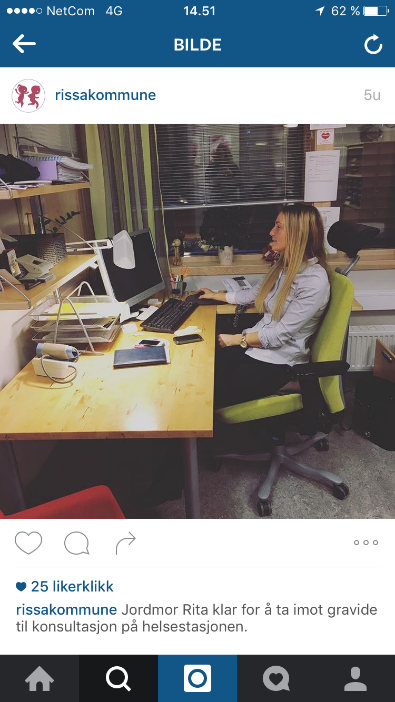 NetCom 4G 14.51 62 %
BILDE
rissakommune 5u
25 likerklikk
rissakommune Jordmor Rita klar for å ta imot gravide
til konsultasjon på helsestasjonen.